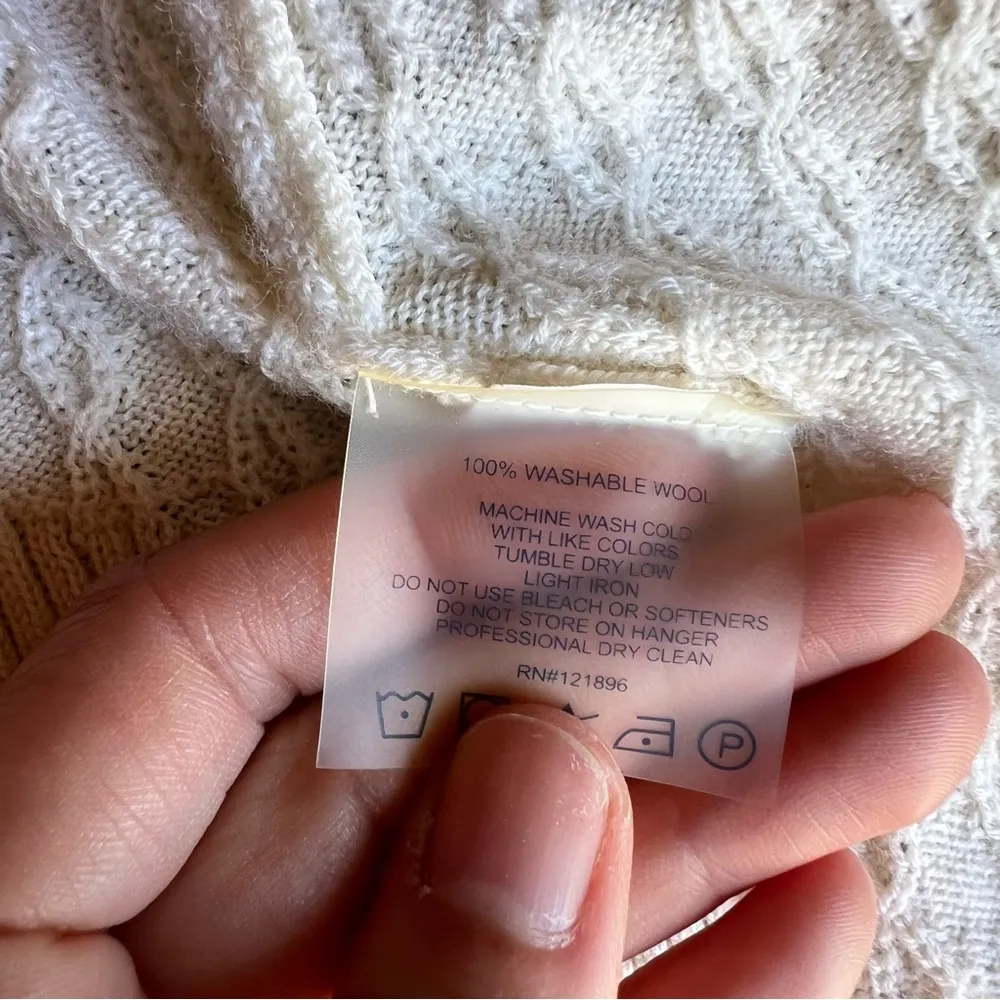 100% WASHABLE WOOL
MACHINE WASH COLD
WITH LIKE COLORS
TUMBLE DRY LOW
LIGHT IRON
DO NOT USE BLEACH OR SOFTENERS
DO NOT STORE ON HANGER
PROFESSIONAL DRY CLEAN
RN#121896
P